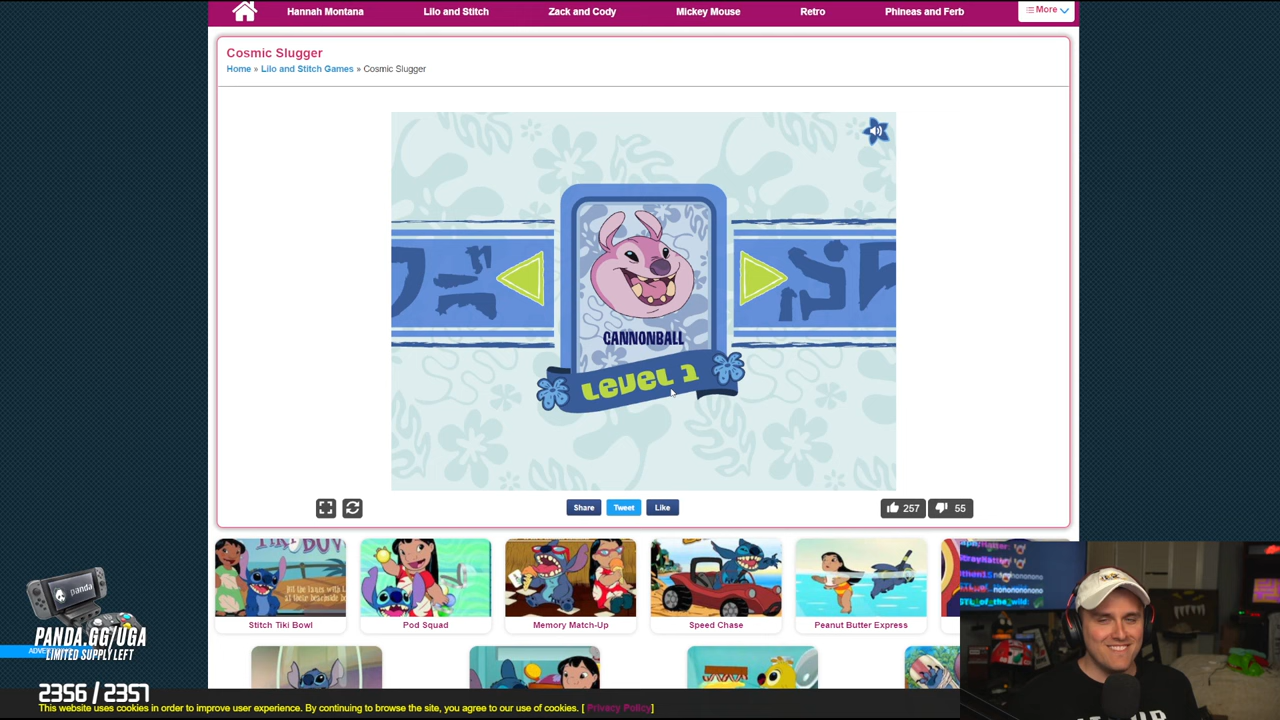 Hannah Montana
Lilo and Stitch
Zack and Cody
Mickey Mouse
Retro
Phineas and Ferb
More
Cosmic Slugger
Home » Lilo and Stitch Games » Cosmic Slugger
CANNONBALL
LEVEL 1
Share
Tweet
Like
257
55
Stitch Tiki Bowl
Pod Squad
Memory Match-Up
Speed Chase
Peanut Butter Express
panda
PANDA.GG/UGA
LIMITED SUPPLY LEFT
2356 / 2357
This website uses cookies in order to improve user experience. By continuing to browse the site, you agree to our use of cookies. [ Privacy Policy]